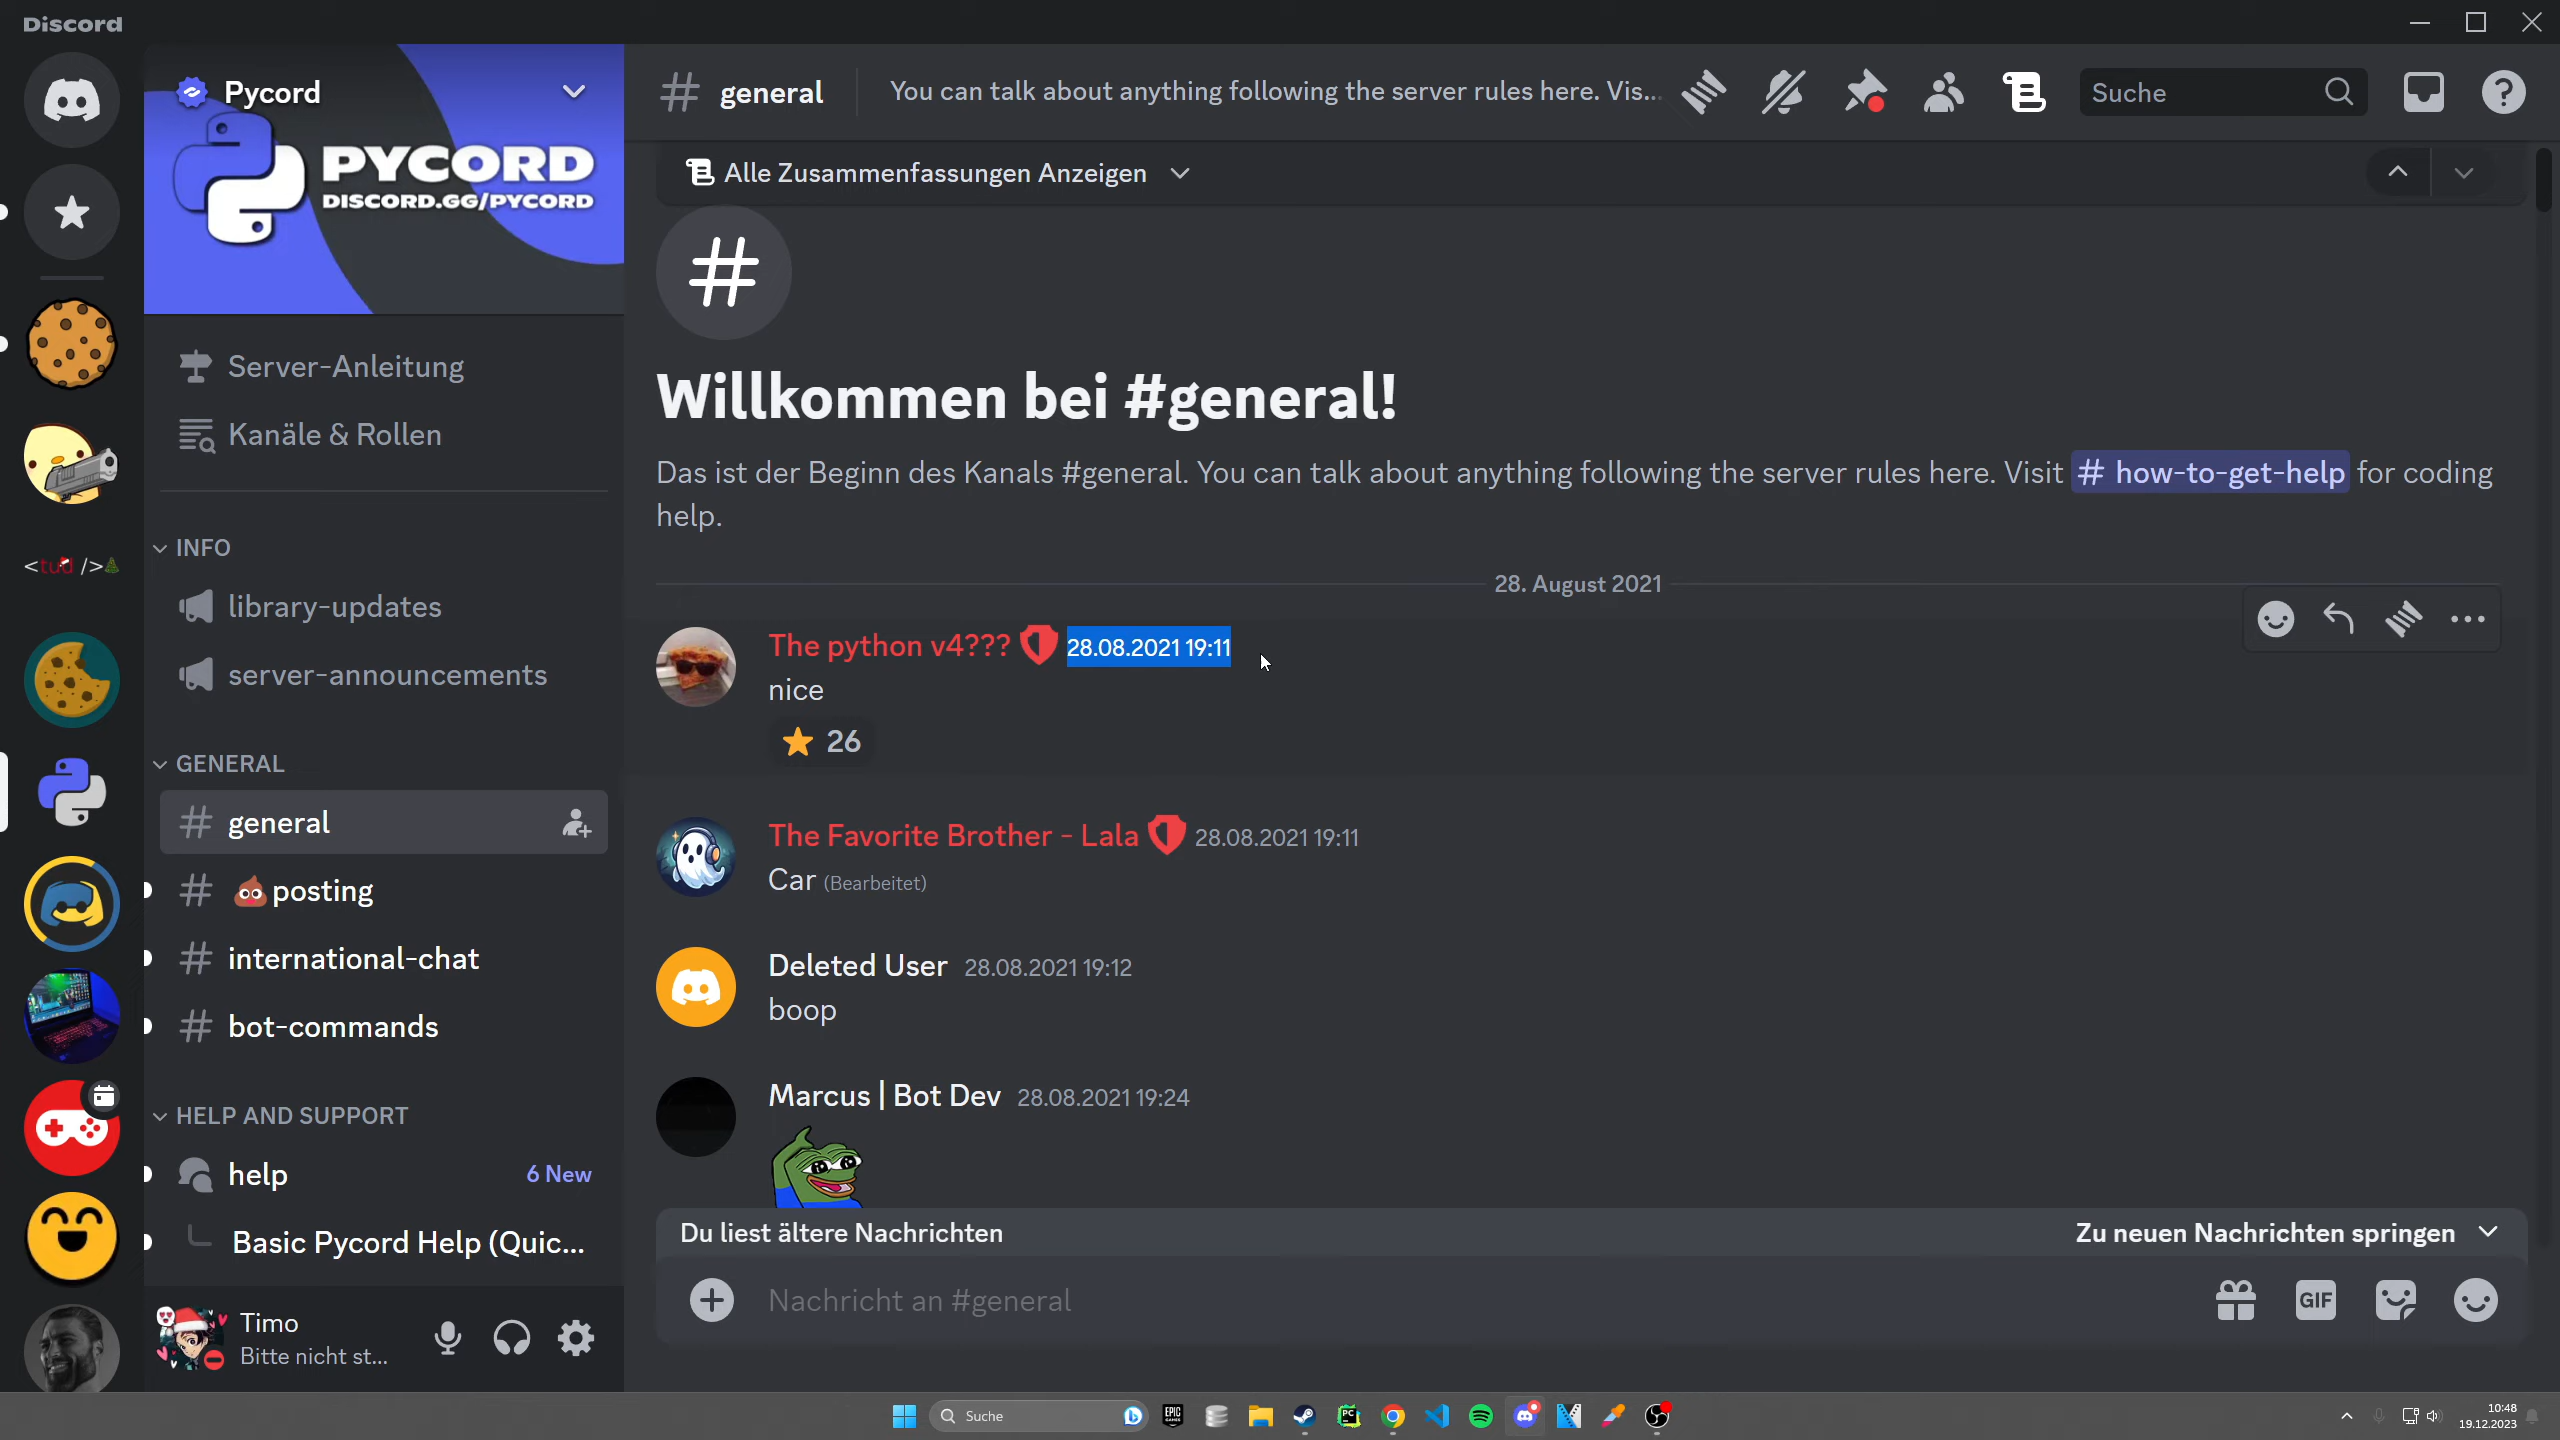 Discord
Pycord
PYCORD
DISCORD.GG/PYCORD
Server-Anleitung
Kanäle & Rollen
INFO
library-updates
server-announcements
GENERAL
general
💩posting
international-chat
bot-commands
HELP AND SUPPORT
help 6 New
Basic Pycord Help (Quic...
Timo
Bitte nicht st...
<tud />
general You can talk about anything following the server rules here. Vis... Suche
Alle Zusammenfassungen Anzeigen
Willkommen bei #general!
Das ist der Beginn des Kanals #general. You can talk about anything following the server rules here. Visit # how-to-get-help for coding
help.
28. August 2021
The python v4??? 28.08.2021 19:11
nice
⭐ 26
The Favorite Brother - Lala 28.08.2021 19:11
Car (Bearbeitet)
Deleted User 28.08.2021 19:12
boop
Marcus | Bot Dev 28.08.2021 19:24
Du liest ältere Nachrichten Zu neuen Nachrichten springen
Nachricht an #general GIF
Suche EPIC GAMES PC 10:48
19.12.2023